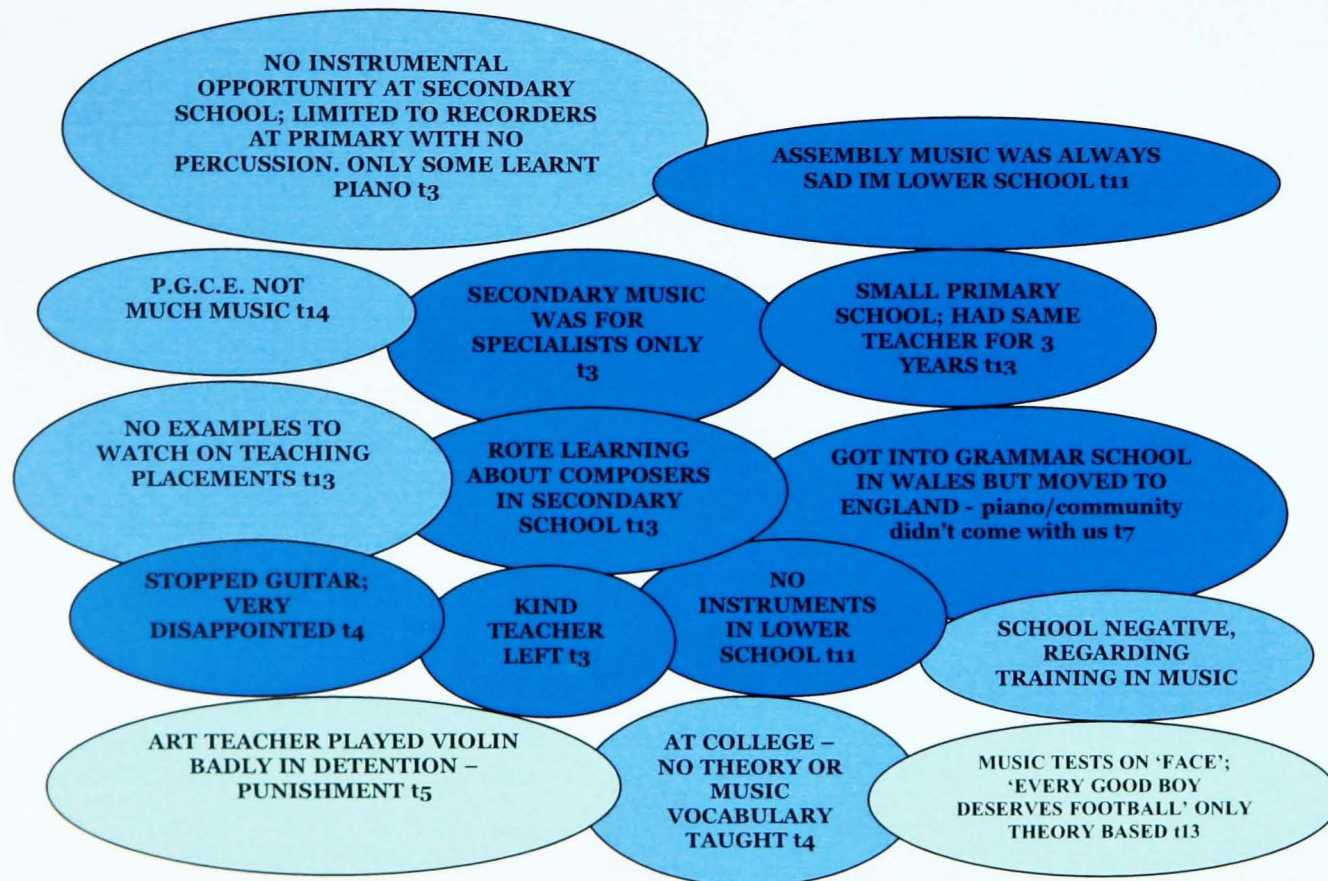 NO INSTRUMENTAL
OPPORTUNITY AT SECONDARY
SCHOOL; LIMITED TO RECORDERS
AT PRIMARY WITH NO
PERCUSSION. ONLY SOME LEARNT
PIANO t3
ASSEMBLY MUSIC WAS ALWAYS
SAD IM LOWER SCHOOL t11
P.G.C.E. NOT
MUCH MUSIC t14
SECONDARY MUSIC
WAS FOR
SPECIALISTS ONLY
t3
SMALL PRIMARY
SCHOOL; HAD SAME
TEACHER FOR 3
YEARS t13
NO EXAMPLES TO
WATCH ON TEACHING
PLACEMENTS t13
ROTE LEARNING
ABOUT COMPOSERS
IN SECONDARY
SCHOOL t13
GOT INTO GRAMMAR SCHOOL
IN WALES BUT MOVED TO
ENGLAND - piano/community
didn't come with us t7
STOPPED GUITAR;
VERY
DISAPPOINTED t4
KIND
TEACHER
LEFT t3
NO
INSTRUMENTS
IN LOWER
SCHOOL t11
SCHOOL NEGATIVE,
REGARDING
TRAINING IN MUSIC
ART TEACHER PLAYED VIOLIN
BADLY IN DETENTION –
PUNISHMENT t5
AT COLLEGE –
NO THEORY OR
MUSIC
VOCABULARY
TAUGHT t4
MUSIC TESTS ON ‘FACE’;
‘EVERY GOOD BOY
DESERVES FOOTBALL’ ONLY
THEORY BASED t13